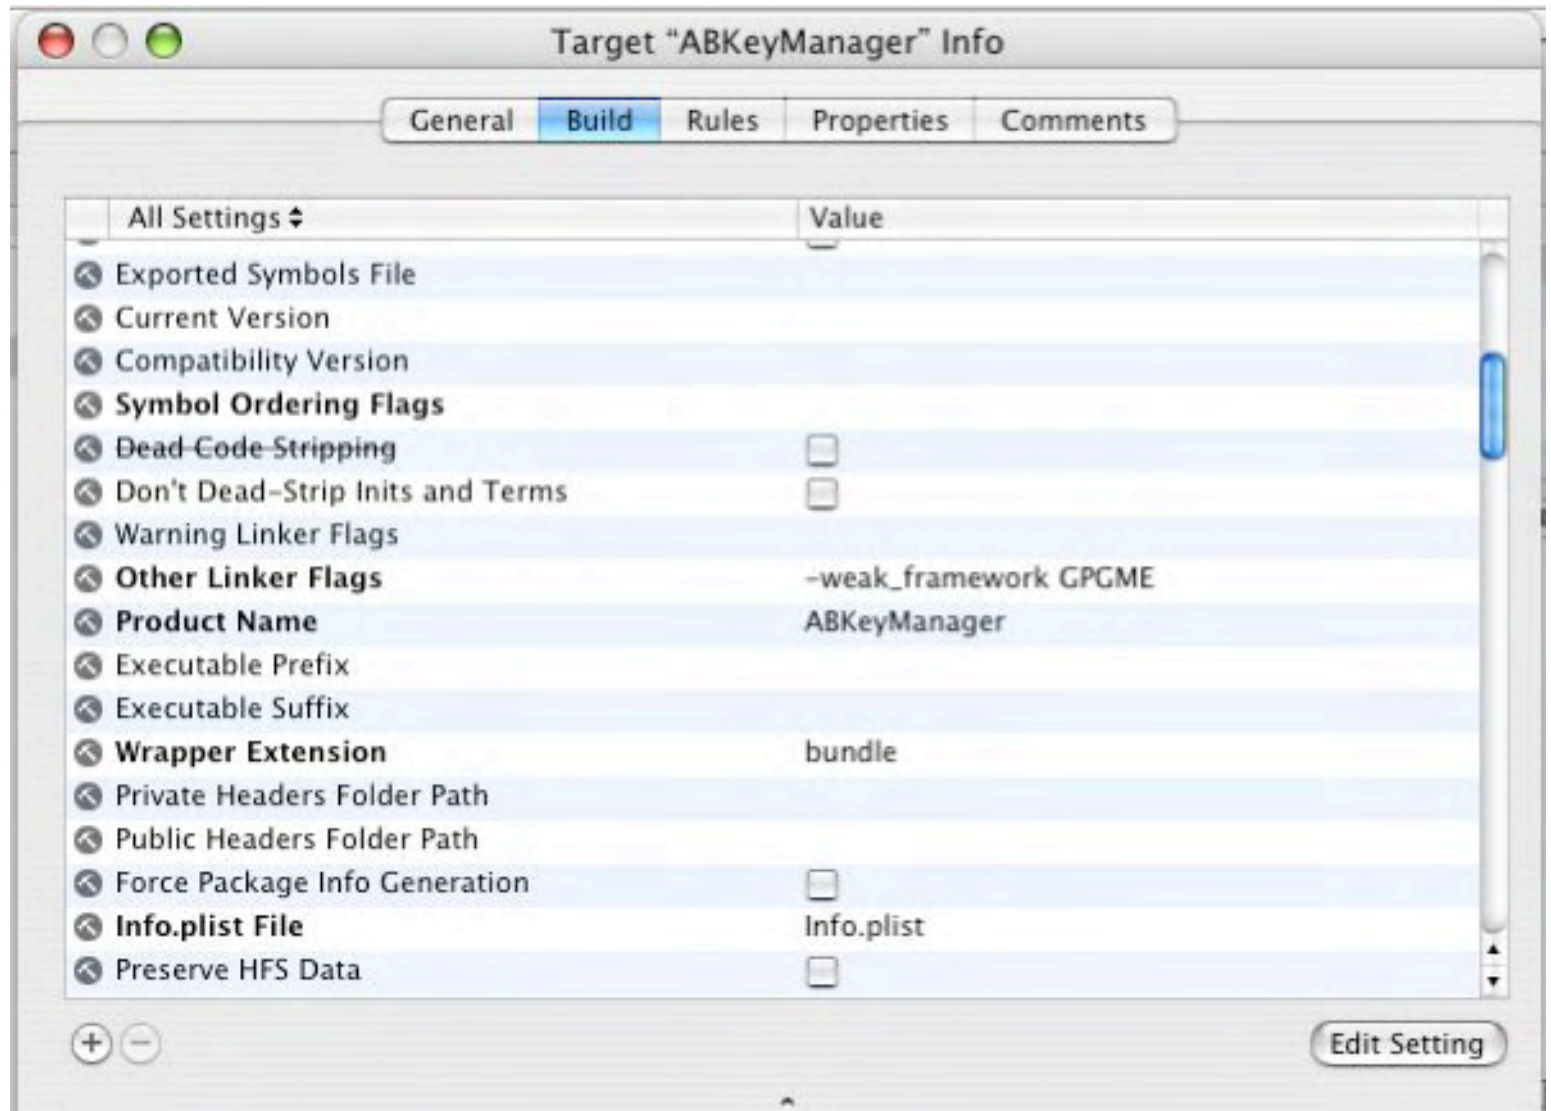 Target “ABKeyManager” Info
General Build Rules Properties Comments
All Settings Value
Exported Symbols File
Current Version
Compatibility Version
Symbol Ordering Flags
Dead Code Stripping
Don't Dead-Strip Inits and Terms
Warning Linker Flags
Other Linker Flags -weak_framework GPGME
Product Name ABKeyManager
Executable Prefix
Executable Suffix
Wrapper Extension bundle
Private Headers Folder Path
Public Headers Folder Path
Force Package Info Generation
Info.plist File Info.plist
Preserve HFS Data
Edit Setting